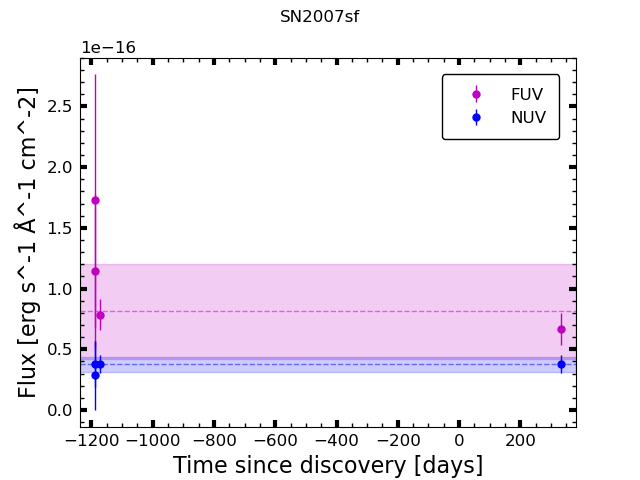 SN2007sf
1e−16
FUV
NUV
2.5
2.0
1.5
1.0
0.5
0.0
Flux [erg s^-1 Å^-1 cm^-2]
−1200 −1000 −800 −600 −400 −200 0 200
Time since discovery [days]